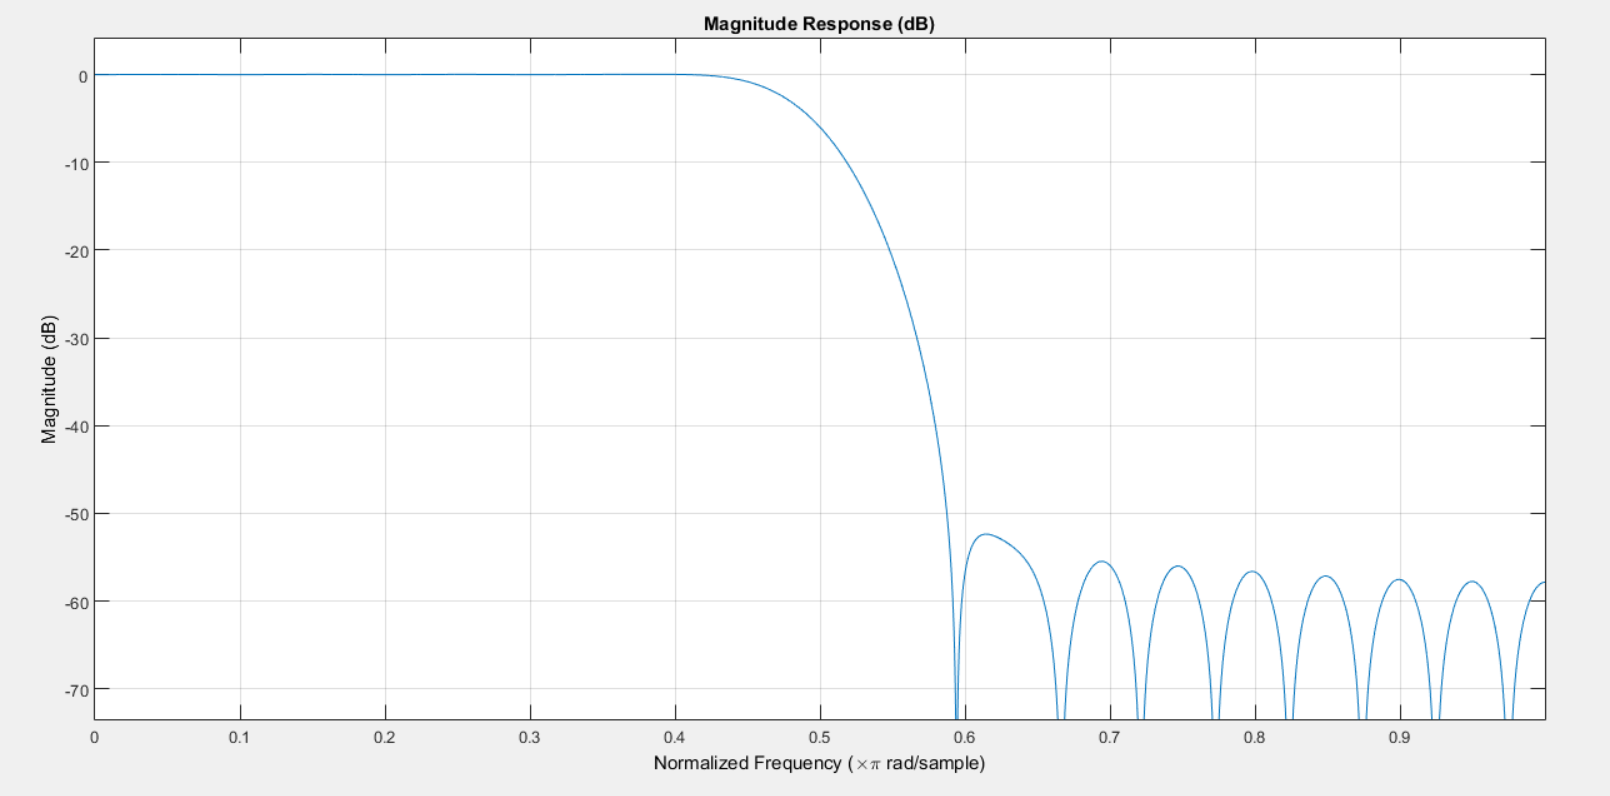 Magnitude Response (dB)
Magnitude (dB)
0
-10
-20
-30
-40
-50
-60
-70
0 0.1 0.2 0.3 0.4 0.5 0.6 0.7 0.8 0.9
Normalized Frequency (×π rad/sample)